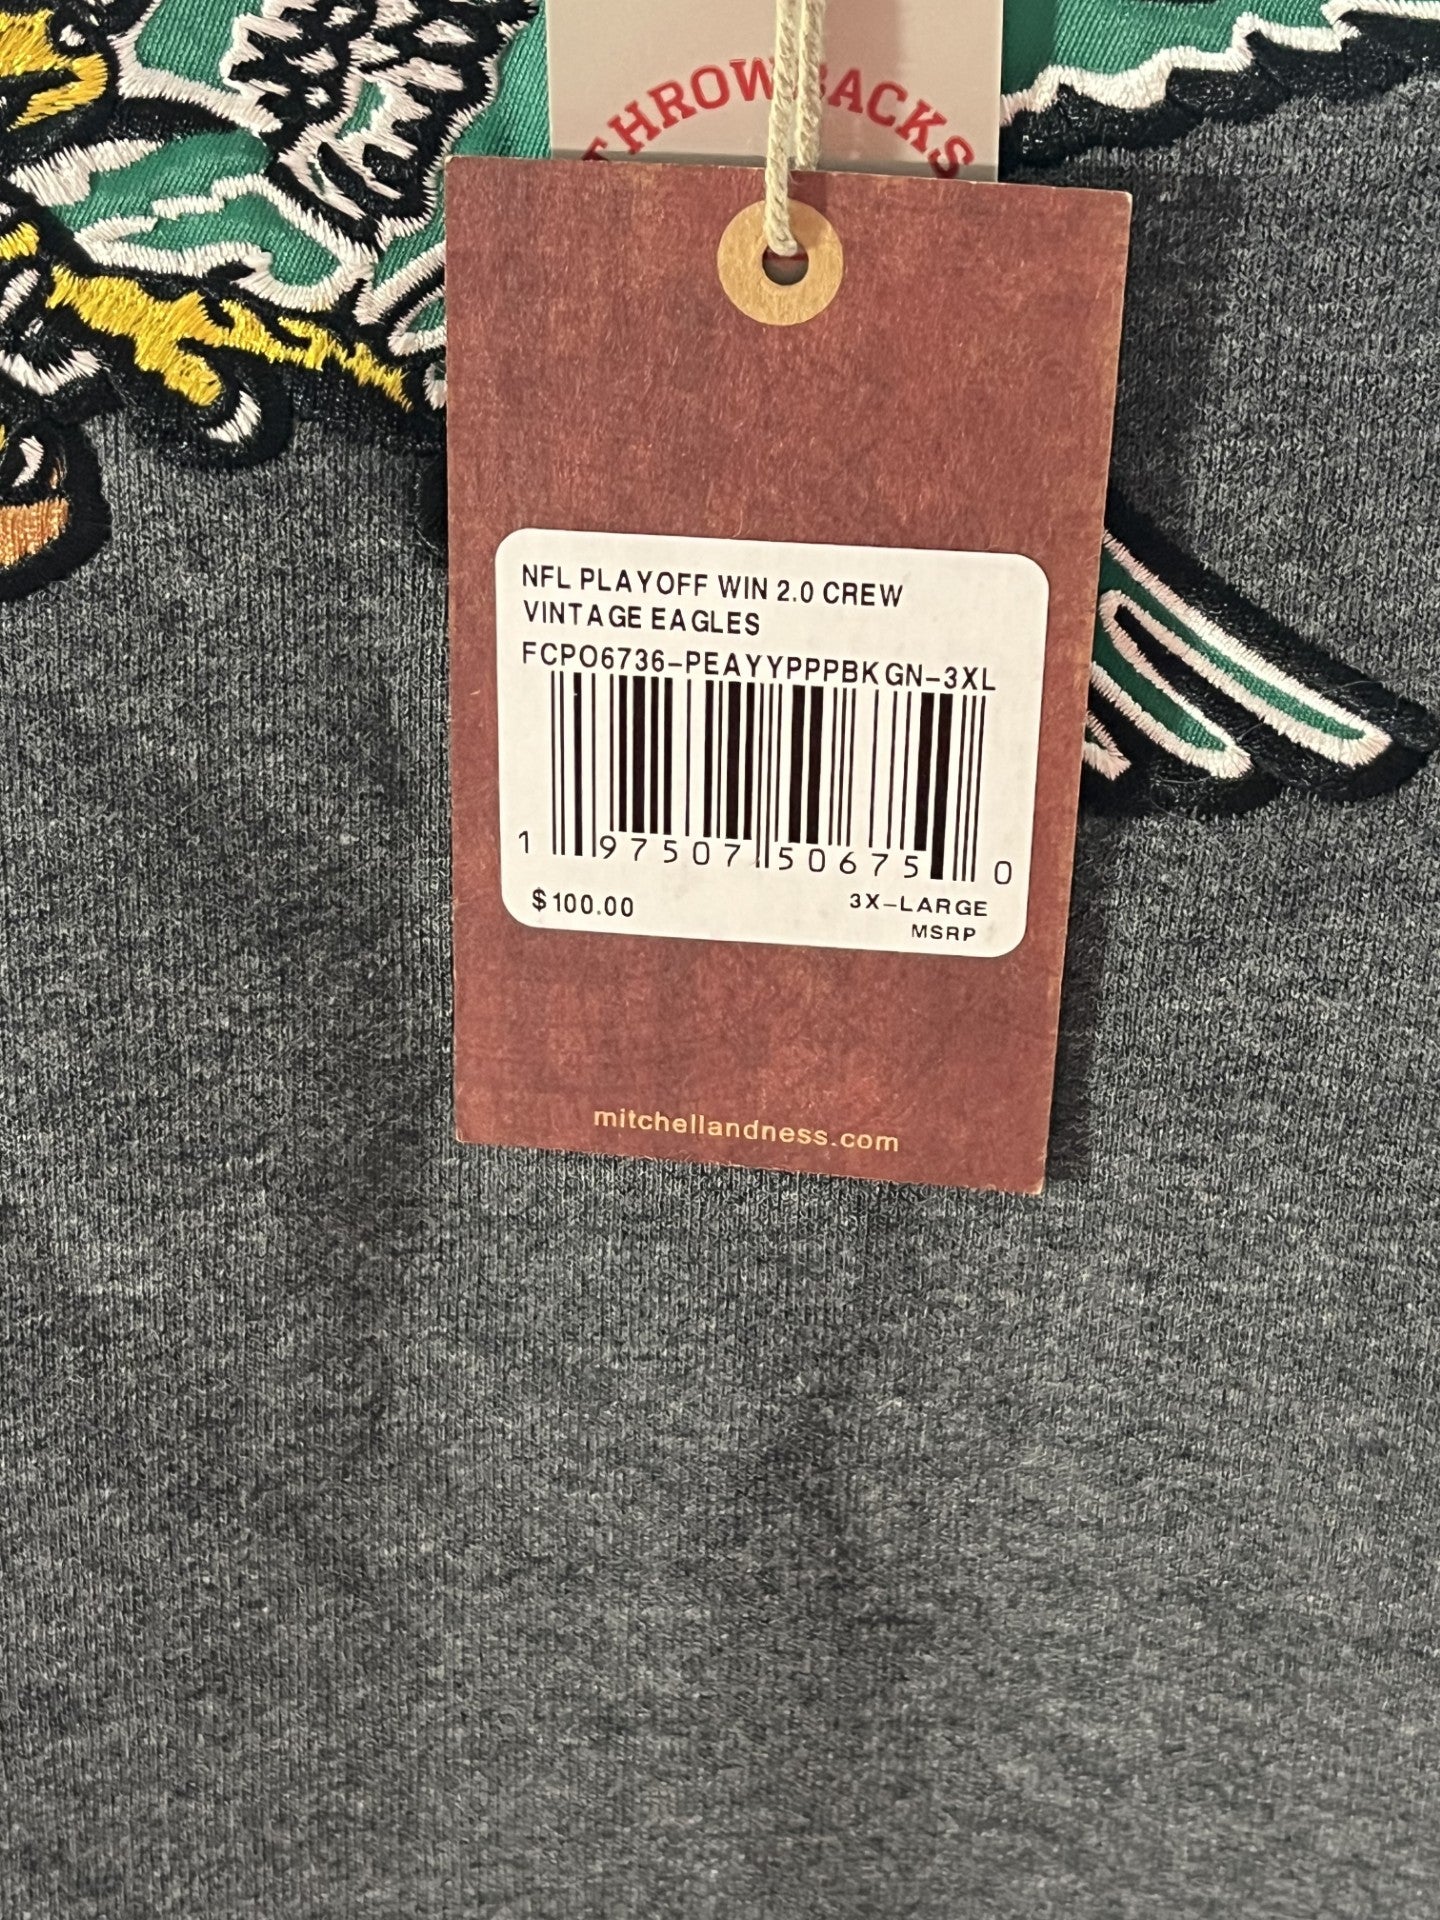 THROWBACKS
NFL PLAYOFF WIN 2.0 CREW
VINTAGE EAGLES
FCPO6736-PEAYYPPPBKGN-3XL
1 97507 50675 0
$100.00 3X-LARGE
MSRP
mitchellandness.com